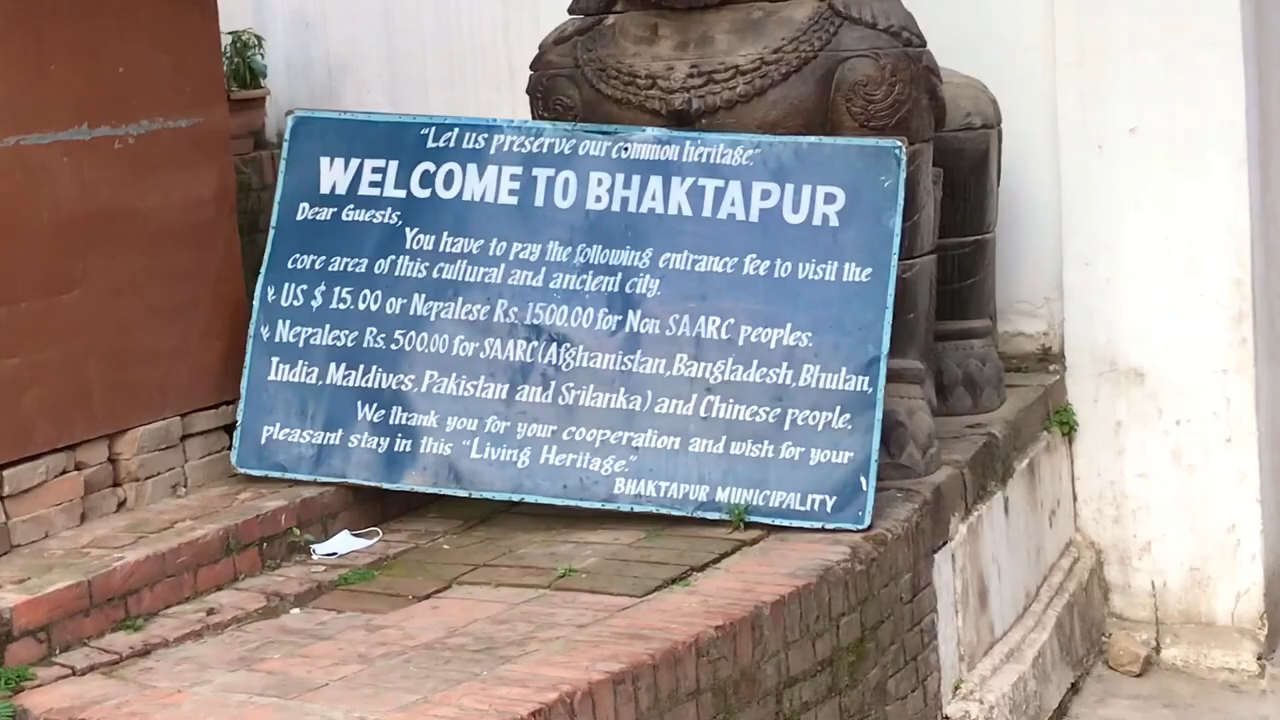 "Let us preserve our common heritage."
WELCOME TO BHAKTAPUR
Dear Guests,
You have to pay the following entrance fee to visit the
core area of this cultural and ancient city.
US $ 15.00 or Nepalese Rs. 1500.00 for Non SAARC peoples.
Nepalese Rs. 500.00 for SAARC (Afghanistan, Bangladesh, Bhutan,
India, Maldives, Pakistan and Srilanka) and Chinese people.
We thank you for your cooperation and wish for your
pleasant stay in this "Living Heritage."
BHAKTAPUR MUNICIPALITY